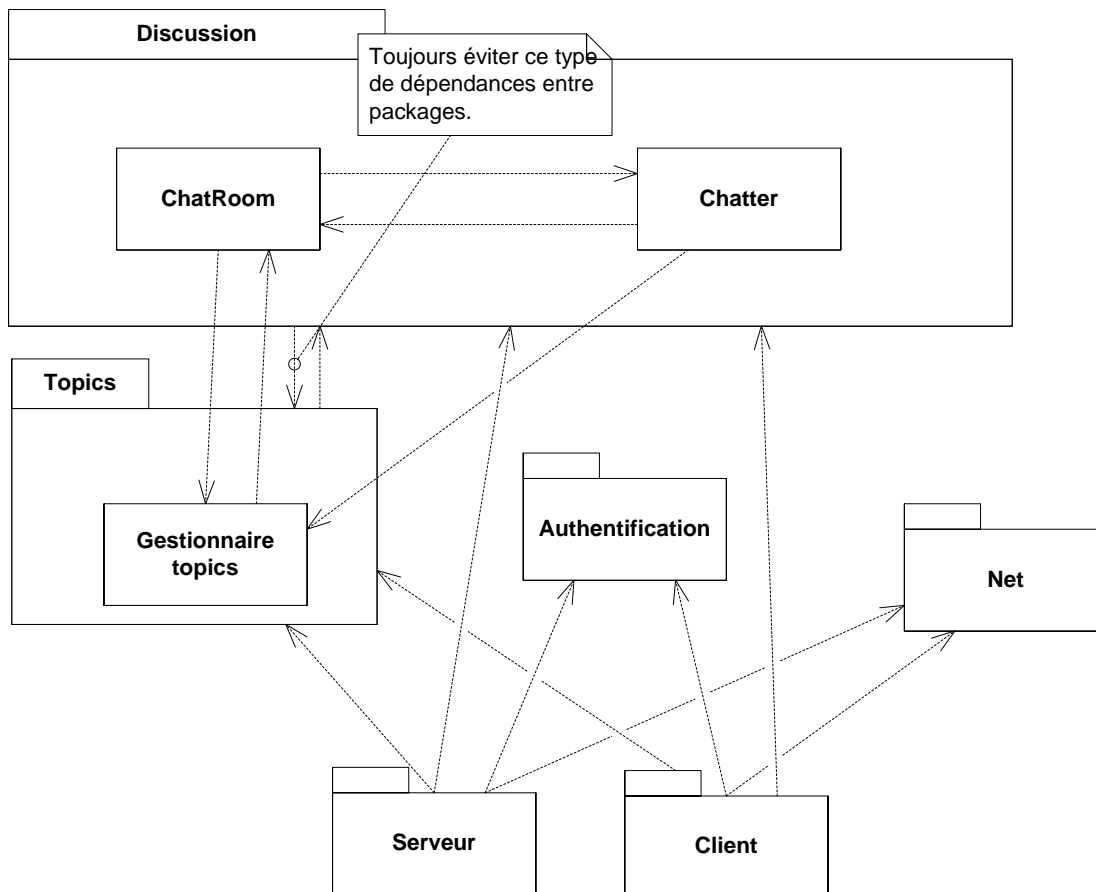 Discussion
Toujours éviter ce type
de dépendances entre
packages.
ChatRoom
Chatter
Topics
Gestionnaire
topics
Authentification
Net
Serveur
Client